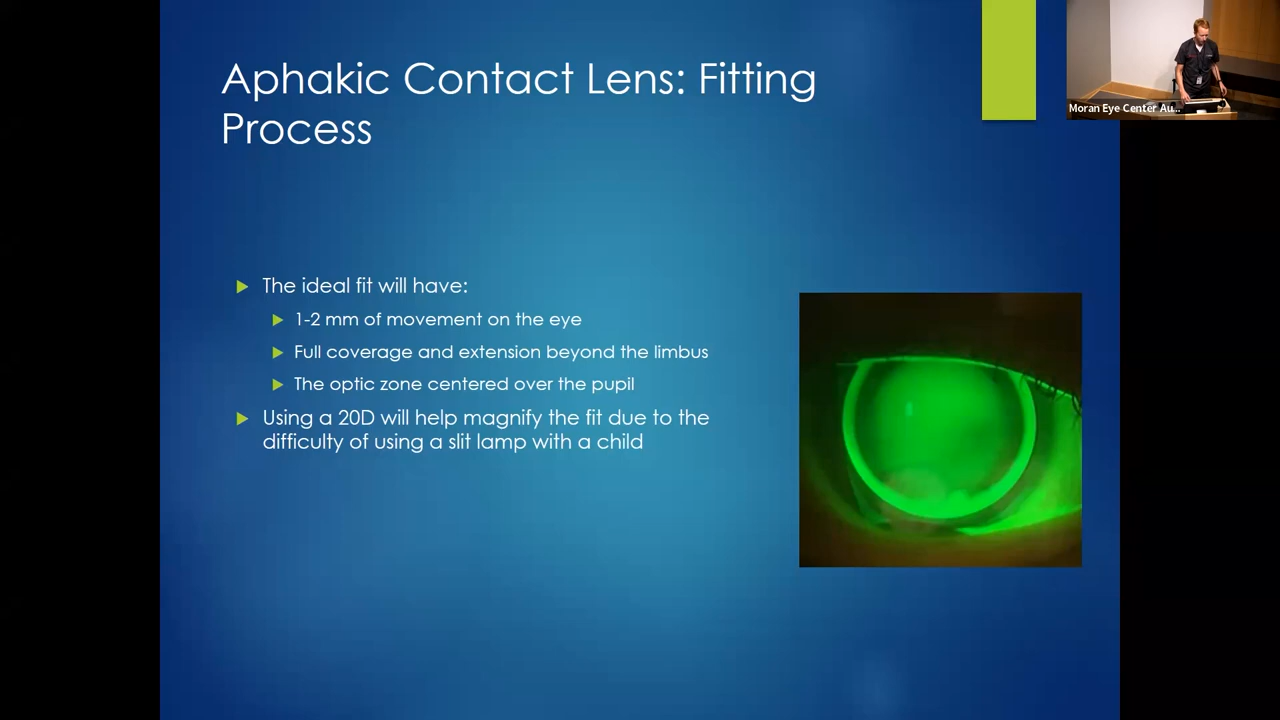 Aphakic Contact Lens: Fitting
Process
The ideal fit will have:
1-2 mm of movement on the eye
Full coverage and extension beyond the limbus
The optic zone centered over the pupil
Using a 20D will help magnify the fit due to the
difficulty of using a slit lamp with a child
Moran Eye Center Au...